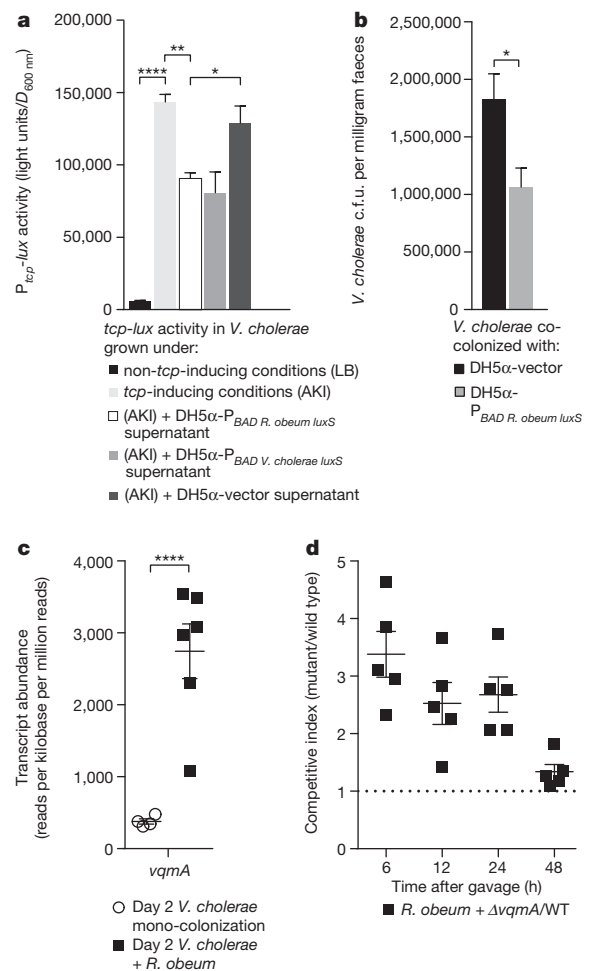 a
200,000
150,000
100,000
50,000
0
P_tcp-lux activity (light units/D_600 nm)
****
**
*
tcp-lux activity in V. cholerae
grown under:
non-tcp-inducing conditions (LB)
tcp-inducing conditions (AKI)
(AKI) + DH5α-P_BAD R. obeum luxS
supernatant
(AKI) + DH5α-P_BAD V. cholerae luxS
supernatant
(AKI) + DH5α-vector supernatant
b
2,500,000
2,000,000
1,500,000
1,000,000
500,000
0
V. cholerae c.f.u. per milligram faeces
*
V. cholerae co-
colonized with:
DH5α-vector
DH5α-
P_BAD R. obeum luxS
c
4,000
3,000
2,000
1,000
0
Transcript abundance
(reads per kilobase per million reads)
****
vqmA
Day 2 V. cholerae
mono-colonization
Day 2 V. cholerae
+ R. obeum
d
5
4
3
2
1
0
Competitive index (mutant/wild type)
6 12 24 48
Time after gavage (h)
R. obeum + ΔvqmA/WT